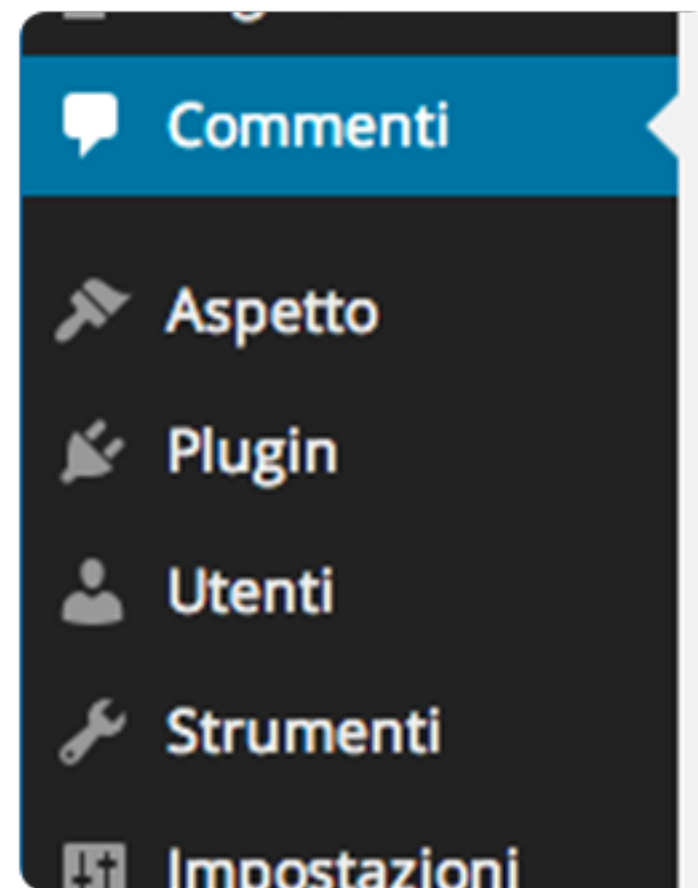 Commenti
Aspetto
Plugin
Utenti
Strumenti
Impostazioni